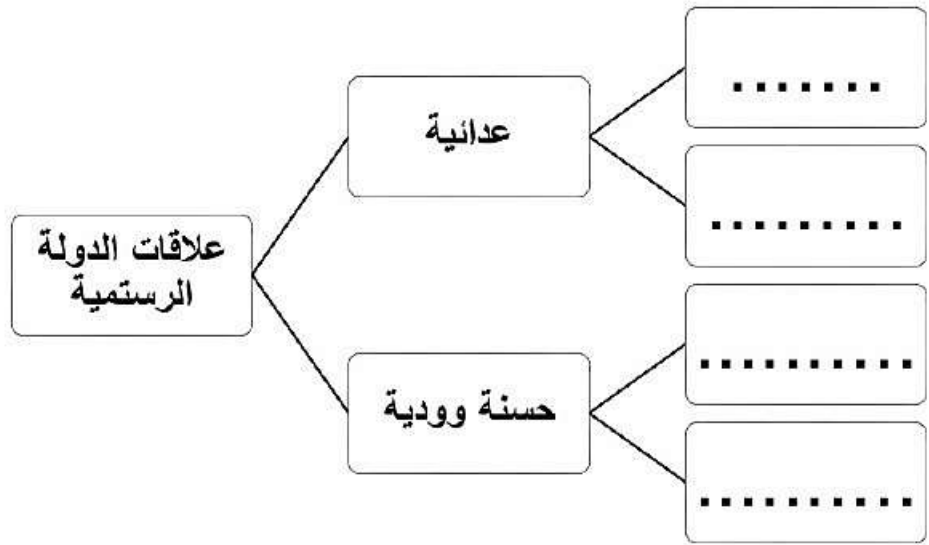 علاقات الدولة
الرستمية
عدائية
.......
.........
حسنة وودية
..........
..........